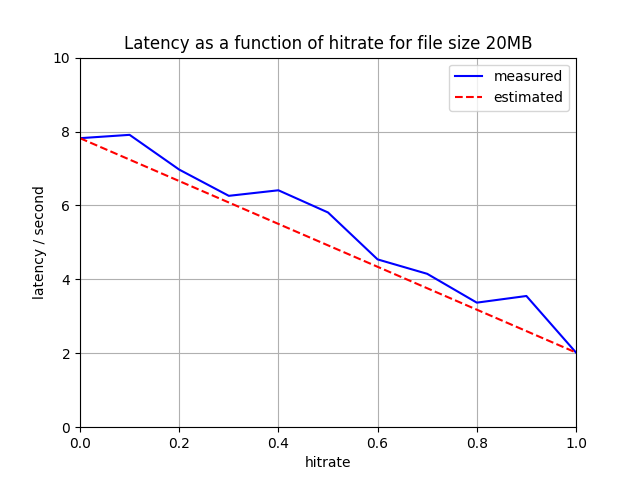 Latency as a function of hitrate for file size 20MB
10
8
6
4
2
0
latency / second
measured
estimated
0.0 0.2 0.4 0.6 0.8 1.0
hitrate